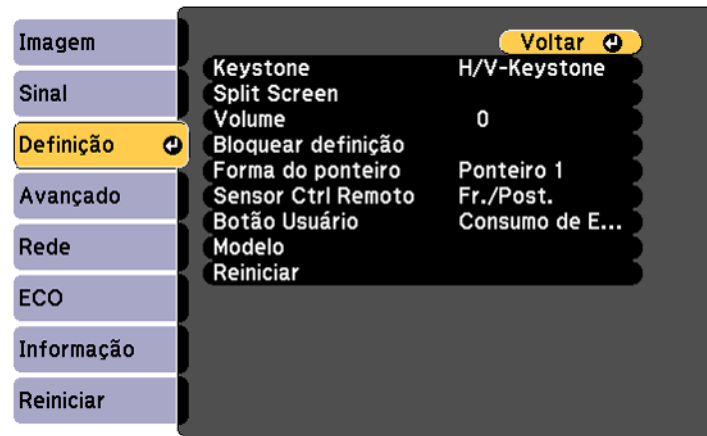 Imagem
Sinal
Definição
Avançado
Rede
ECO
Informação
Reiniciar
Voltar
Keystone H/V-Keystone
Split Screen
Volume 0
Bloquear definição
Forma do ponteiro Ponteiro 1
Sensor Ctrl Remoto Fr./Post.
Botão Usuário Consumo de E...
Modelo
Reiniciar